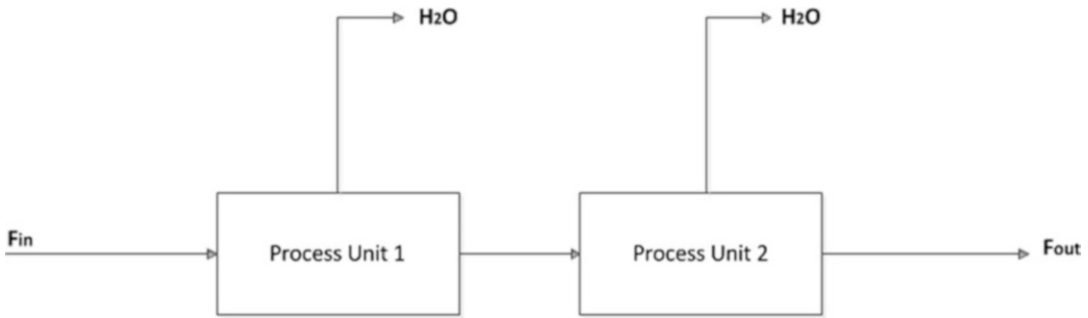 H2O
H2O
Fin
Process Unit 1
Process Unit 2
Fout